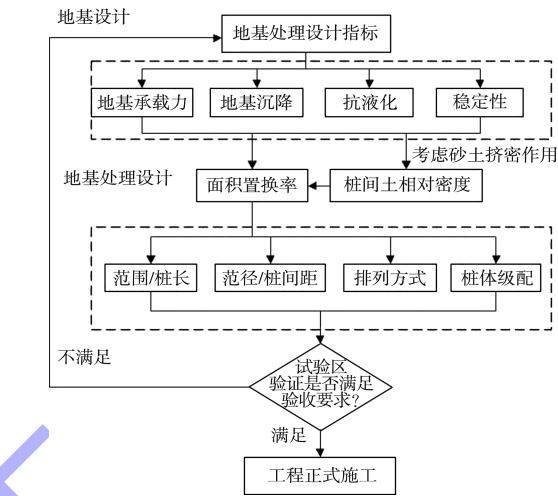 地基设计
地基处理设计指标
地基承载力
地基沉降
抗液化
稳定性
考虑砂土挤密作用
地基处理设计
面积置换率
桩间土相对密度
范围/桩长
范径/桩间距
排列方式
桩体级配
不满足
试验区
验证是否满足
验收要求?
满足
工程正式施工